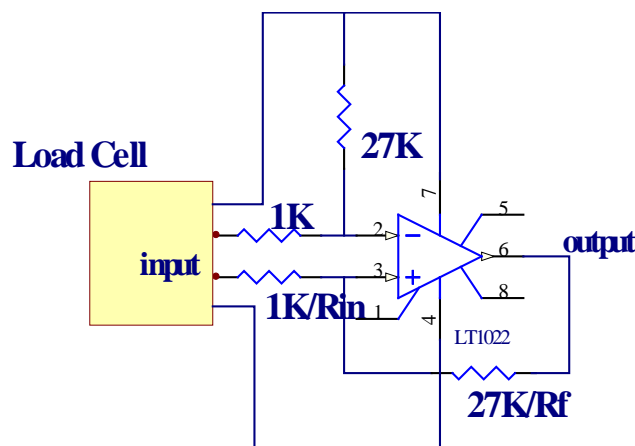 27K
Load Cell
7
5
1K
2
6
output
input
3
1K/Rin
8
1
4
LT1022
27K/Rf